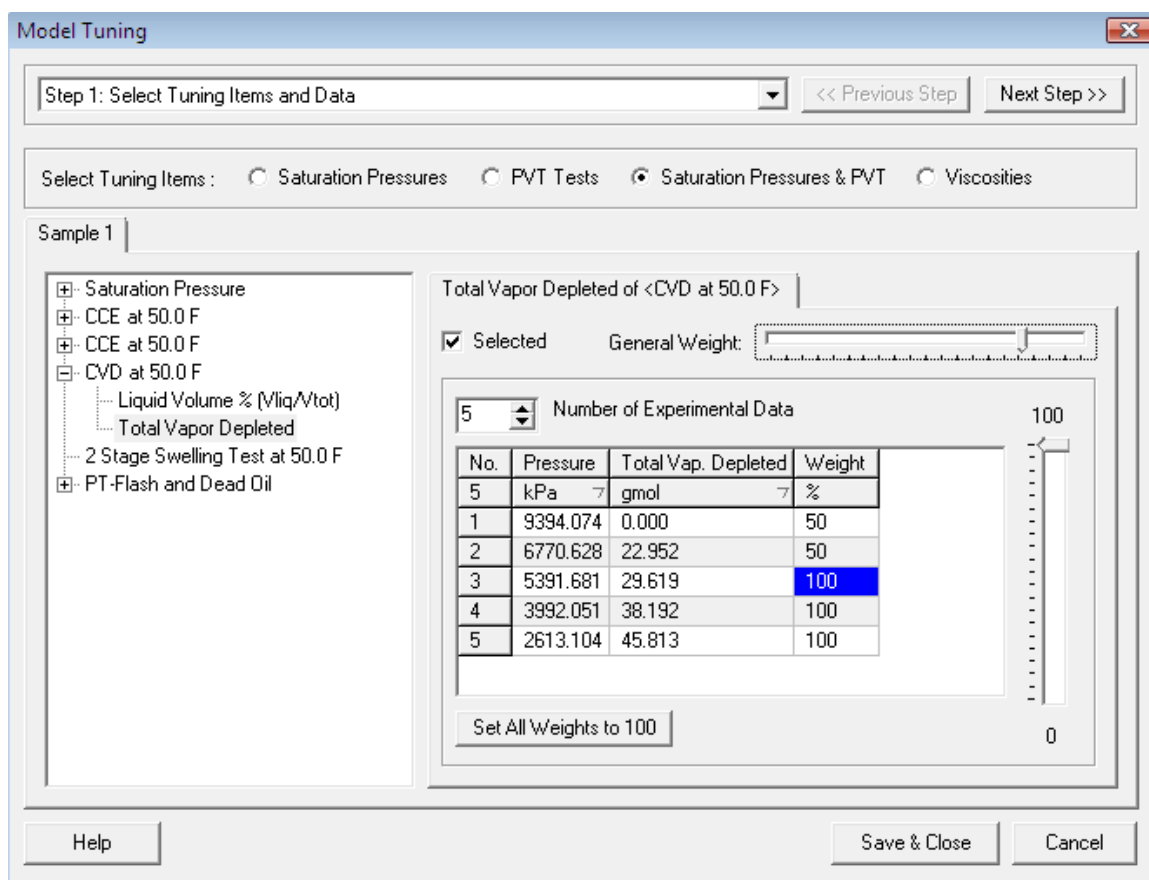 Model Tuning
Step 1: Select Tuning Items and Data
<< Previous Step
Next Step >>
Select Tuning Items :
Saturation Pressures
PVT Tests
Saturation Pressures & PVT
Viscosities
Sample 1
Saturation Pressure
CCE at 50.0 F
CCE at 50.0 F
CVD at 50.0 F
Liquid Volume % (Vliq/Vtot)
Total Vapor Depleted
2 Stage Swelling Test at 50.0 F
PT-Flash and Dead Oil
Total Vapor Depleted of <CVD at 50.0 F>
Selected
General Weight:
5 Number of Experimental Data
100
No. Pressure Total Vap. Depleted Weight
5 kPa gmol %
1 9394.074 0.000 50
2 6770.628 22.952 50
3 5391.681 29.619 100
4 3992.051 38.192 100
5 2613.104 45.813 100
Set All Weights to 100
0
Help
Save & Close
Cancel